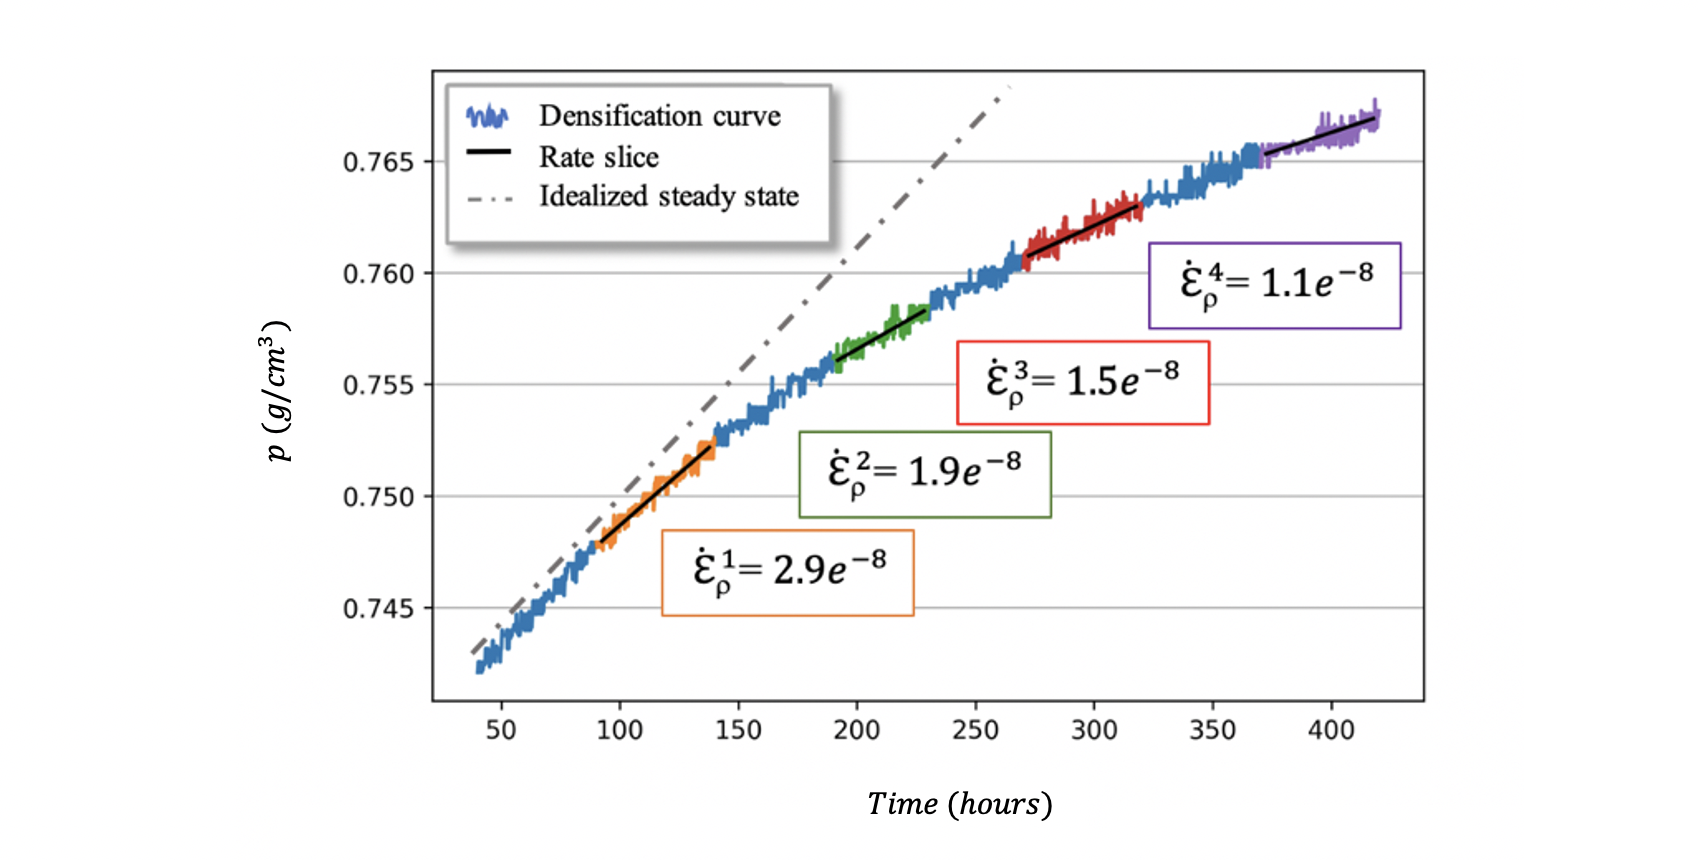 Densification curve
Rate slice
Idealized steady state
0.765
0.760
0.755
0.750
0.745
ε̇ρ⁴= 1.1e⁻⁸
ε̇ρ³= 1.5e⁻⁸
ε̇ρ²= 1.9e⁻⁸
ε̇ρ¹= 2.9e⁻⁸
p (g/cm³)
50 100 150 200 250 300 350 400
Time (hours)